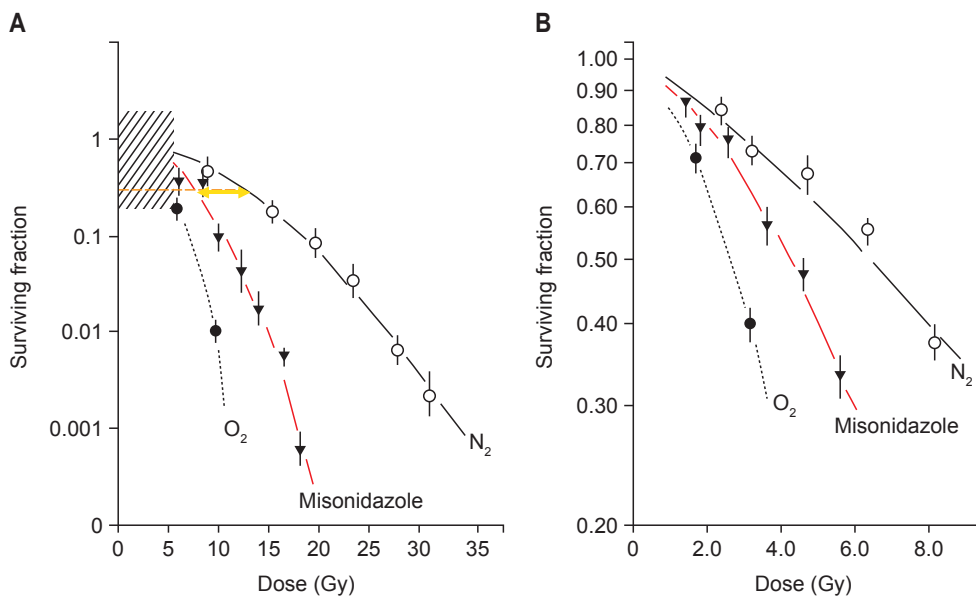 A
Surviving fraction
1
0.1
0.01
0.001
0
0
5
10
15
20
25
30
35
Dose (Gy)
O₂
Misonidazole
N₂
B
Surviving fraction
1.00
0.90
0.80
0.70
0.60
0.50
0.40
0.30
0.20
0
2.0
4.0
6.0
8.0
Dose (Gy)
O₂
Misonidazole
N₂